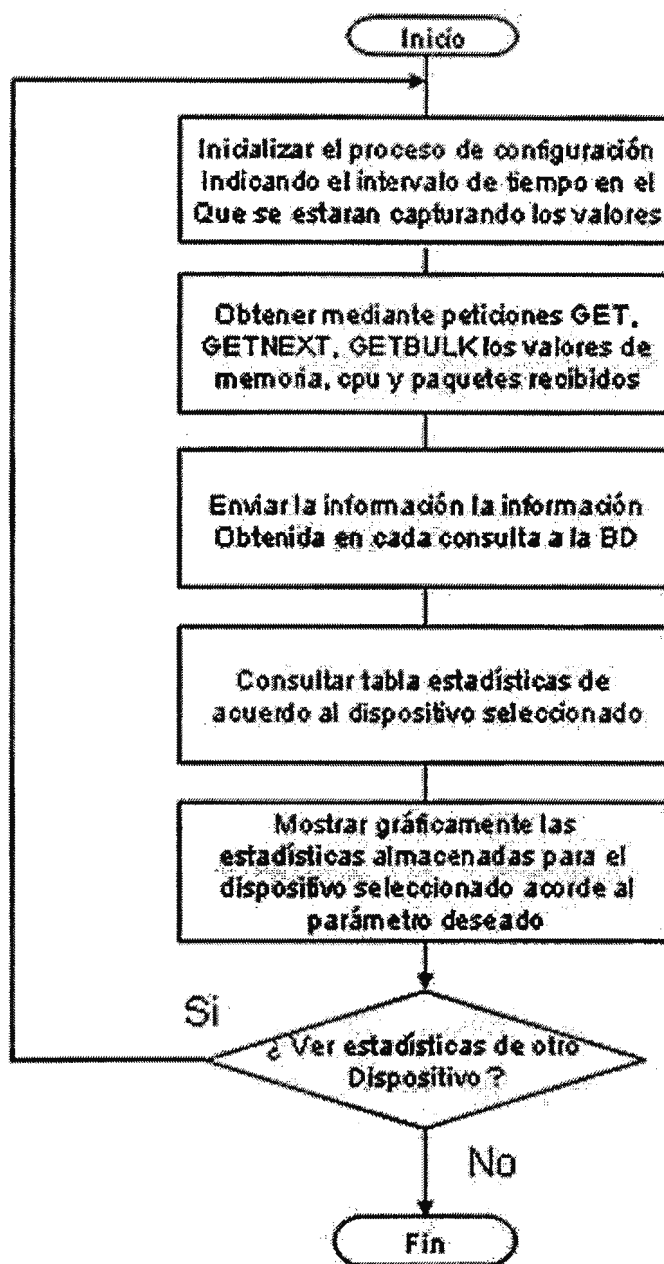 Inicio
Inicializar el proceso de configuración
Indicando el intervalo de tiempo en el
Que se estaran capturando los valores
Obtener mediante peticiones GET,
GETNEXT, GETBULK los valores de
memoria, cpu y paquetes recibidos
Enviar la información la información
Obtenida en cada consulta a la BD
Consultar tabla estadísticas de
acuerdo al dispositivo seleccionado
Mostrar gráficamente las
estadísticas almacenadas para el
dispositivo seleccionado acorde al
parámetro deseado
Si
¿ Ver estadísticas de otro
Dispositivo ?
No
Fin